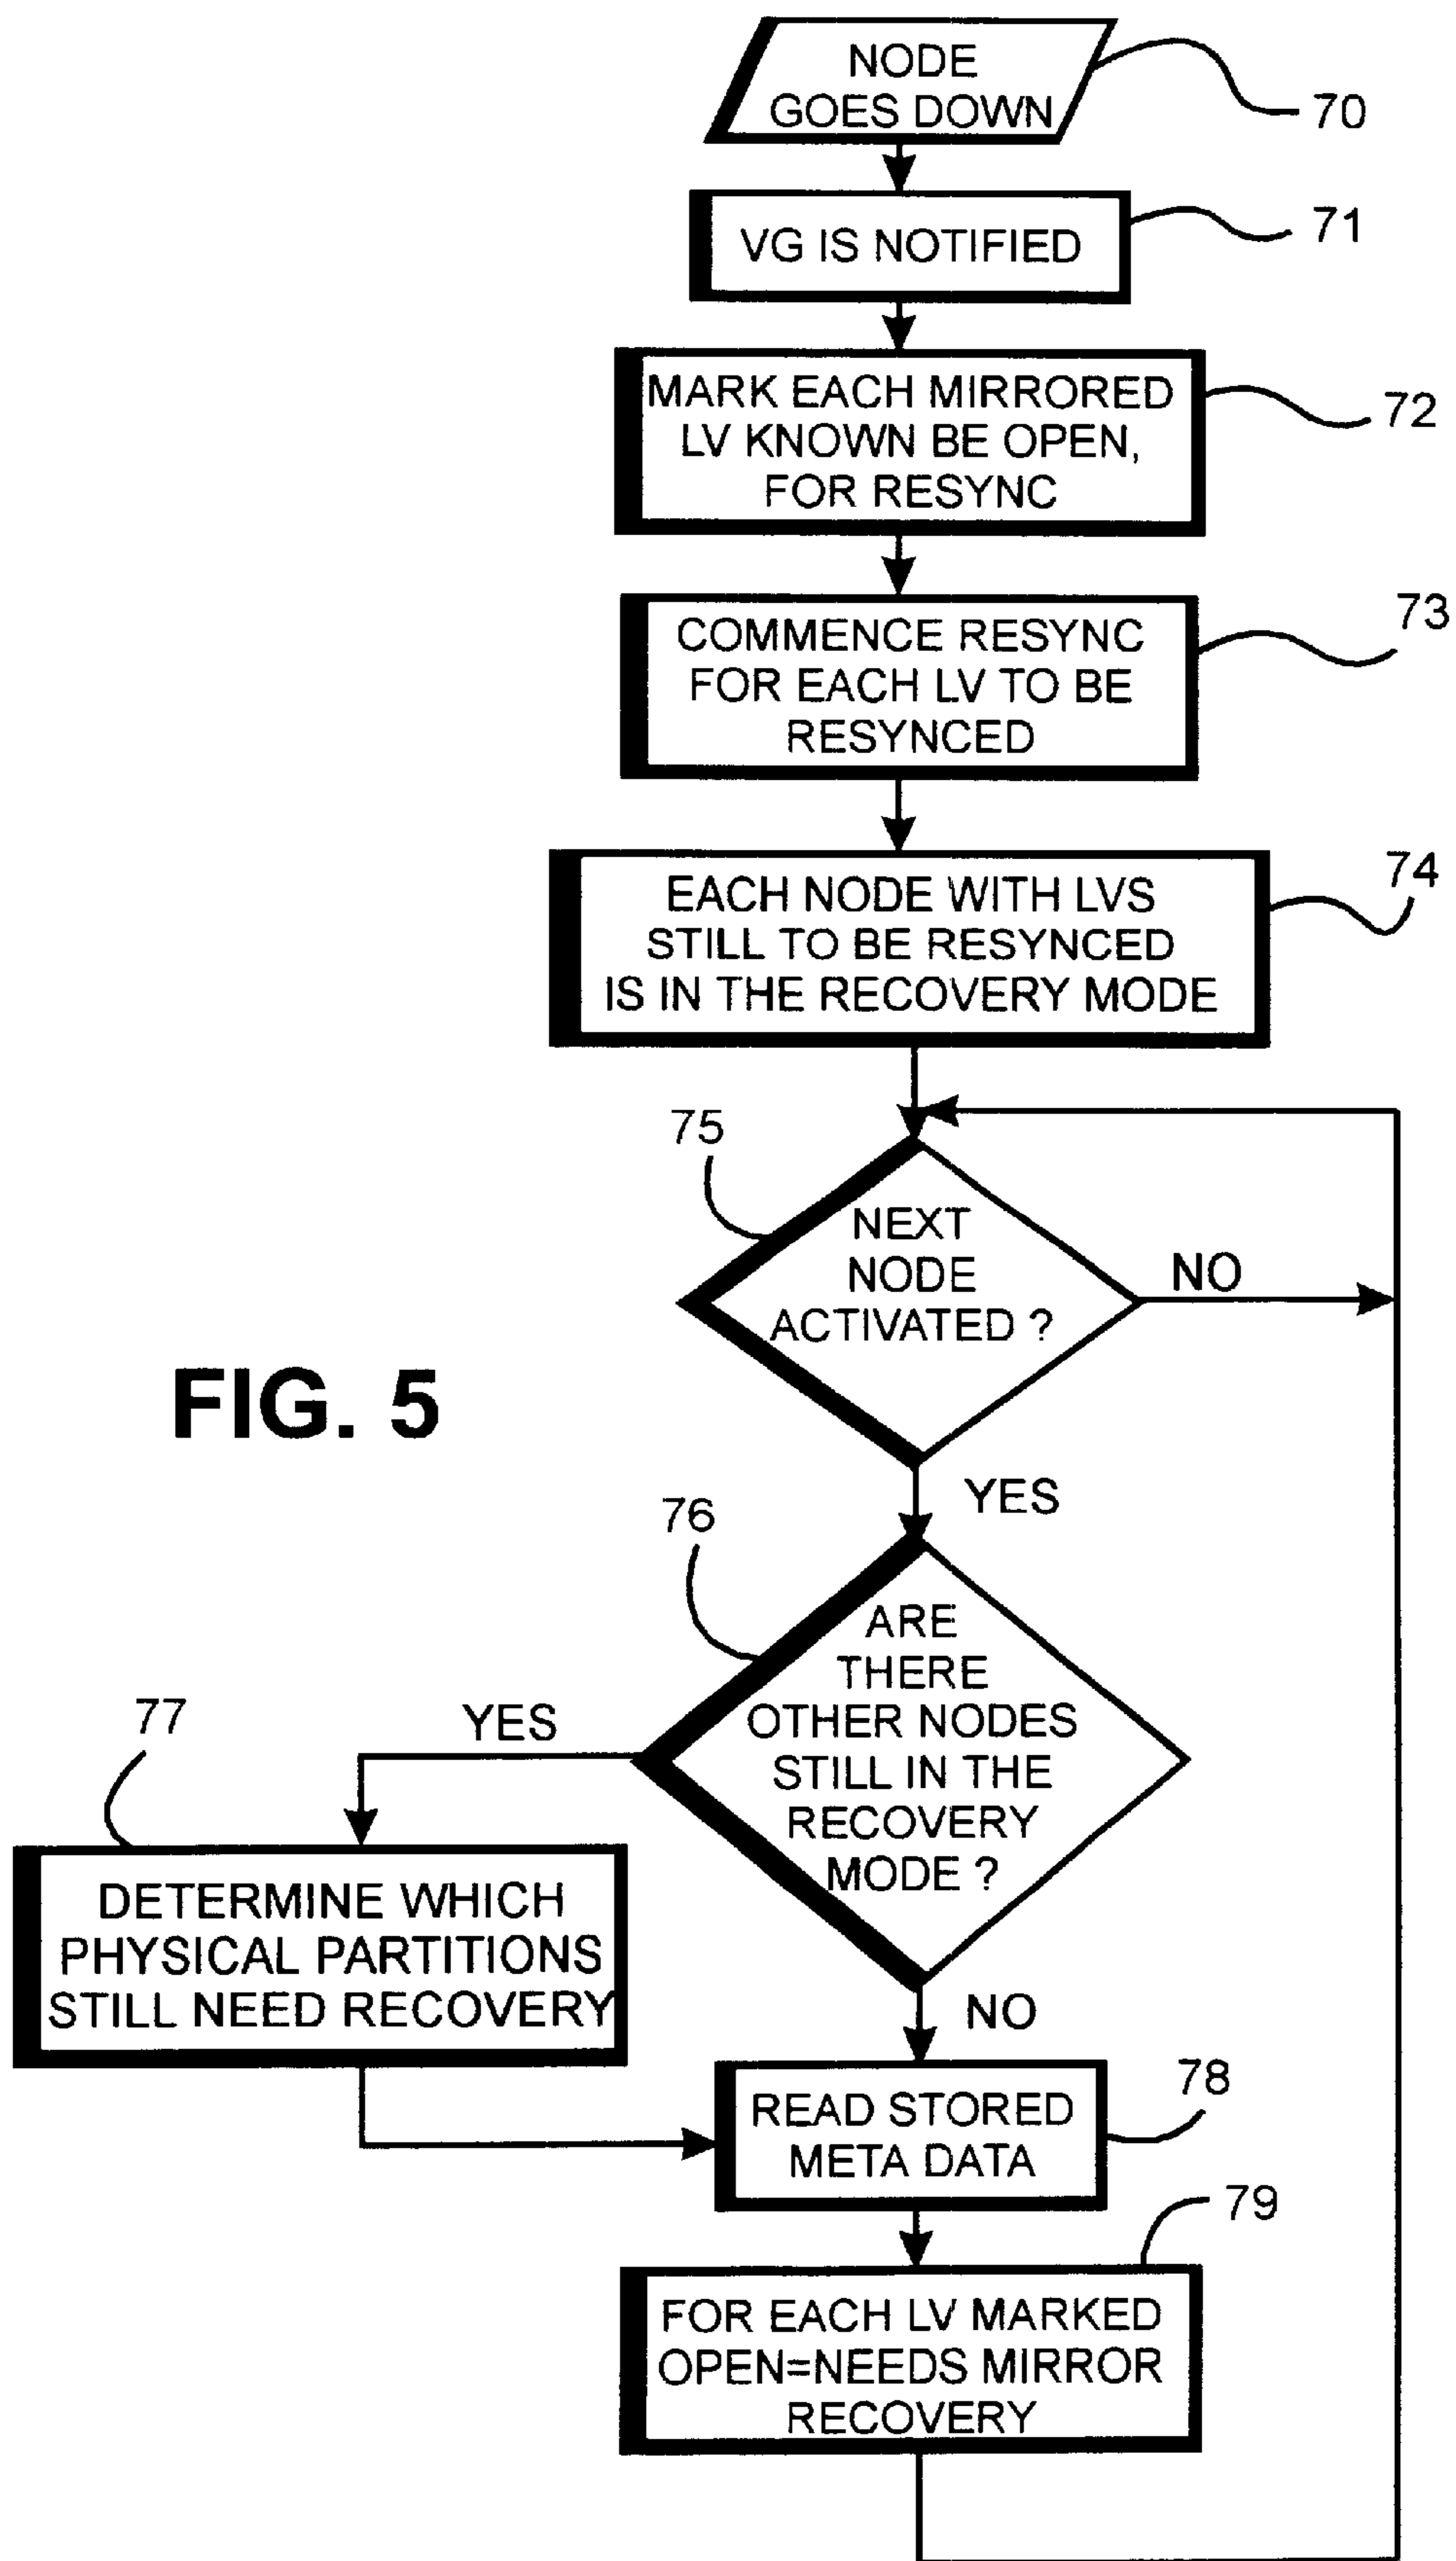 NODE
GOES DOWN
70
VG IS NOTIFIED
71
MARK EACH MIRRORED
LV KNOWN BE OPEN,
FOR RESYNC
72
COMMENCE RESYNC
FOR EACH LV TO BE
RESYNCED
73
EACH NODE WITH LVS
STILL TO BE RESYNCED
IS IN THE RECOVERY MODE
74
75
NEXT
NODE
ACTIVATED ?
NO
FIG. 5
YES
76
ARE
THERE
OTHER NODES
STILL IN THE
RECOVERY
MODE ?
YES
77
DETERMINE WHICH
PHYSICAL PARTITIONS
STILL NEED RECOVERY
NO
READ STORED
META DATA
78
79
FOR EACH LV MARKED
OPEN=NEEDS MIRROR
RECOVERY